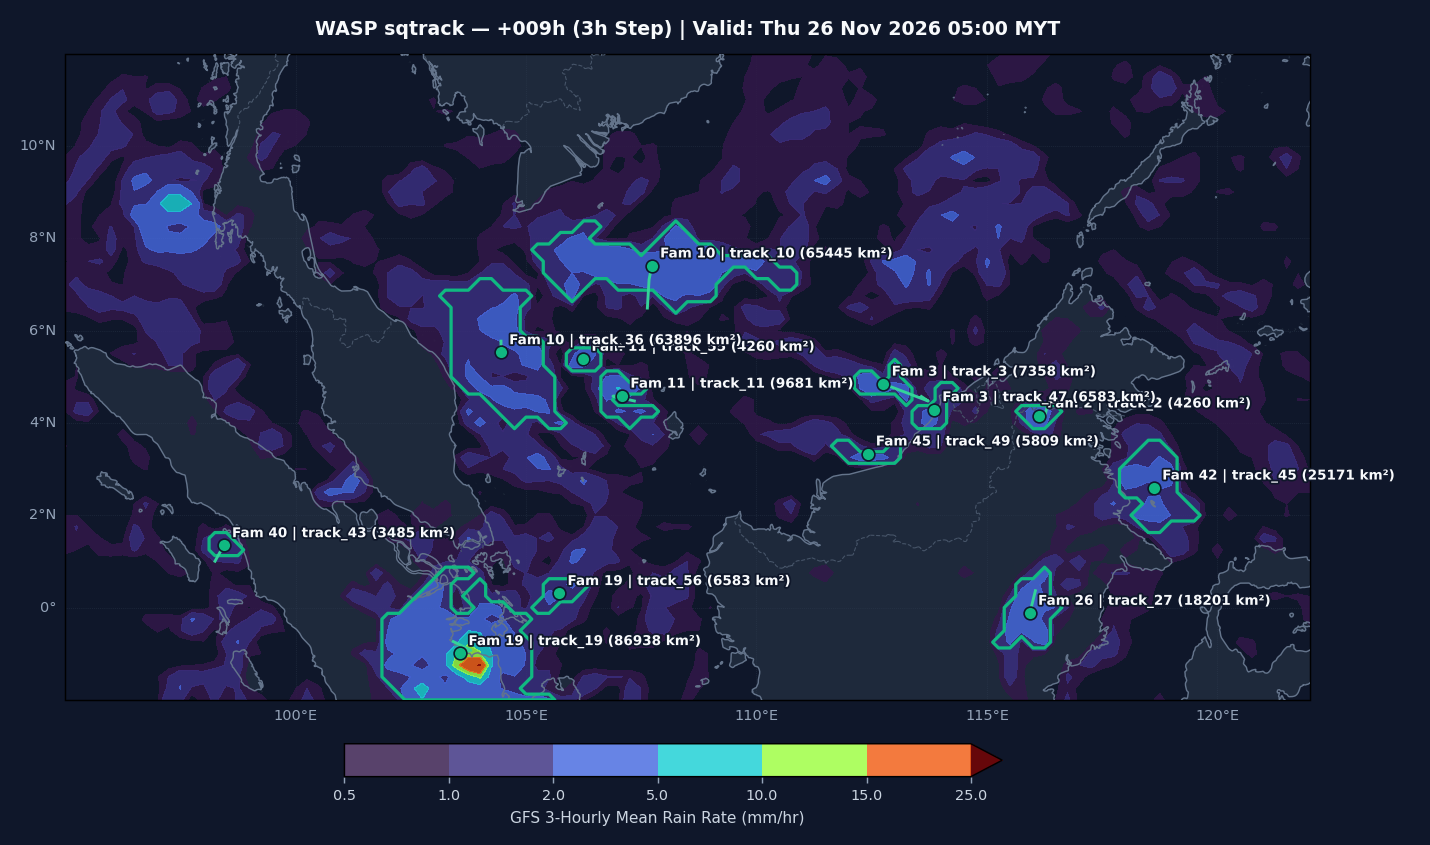 WASP sqtrack — +009h (3h Step) | Valid: Thu 26 Nov 2026 05:00 MYT
10°N
8°N
6°N
4°N
2°N
0°
Fam 10 | track_10 (65445 km²)
Fam 10 | track_36 (63896 km²)
(4260 km²)
Fam 11 | track_11 (9681 km²)
Fam 3 | track_3 (7358 km²)
Fam 3 | track_47 (6583 km²)
(4260 km²)
Fam 45 | track_49 (5809 km²)
Fam 42 | track_45 (25171 km²)
Fam 40 | track_43 (3485 km²)
Fam 19 | track_56 (6583 km²)
Fam 26 | track_27 (18201 km²)
Fam 19 | track_19 (86938 km²)
100°E 105°E 110°E 115°E 120°E
0.5 1.0 2.0 5.0 10.0 15.0 25.0
GFS 3-Hourly Mean Rain Rate (mm/hr)